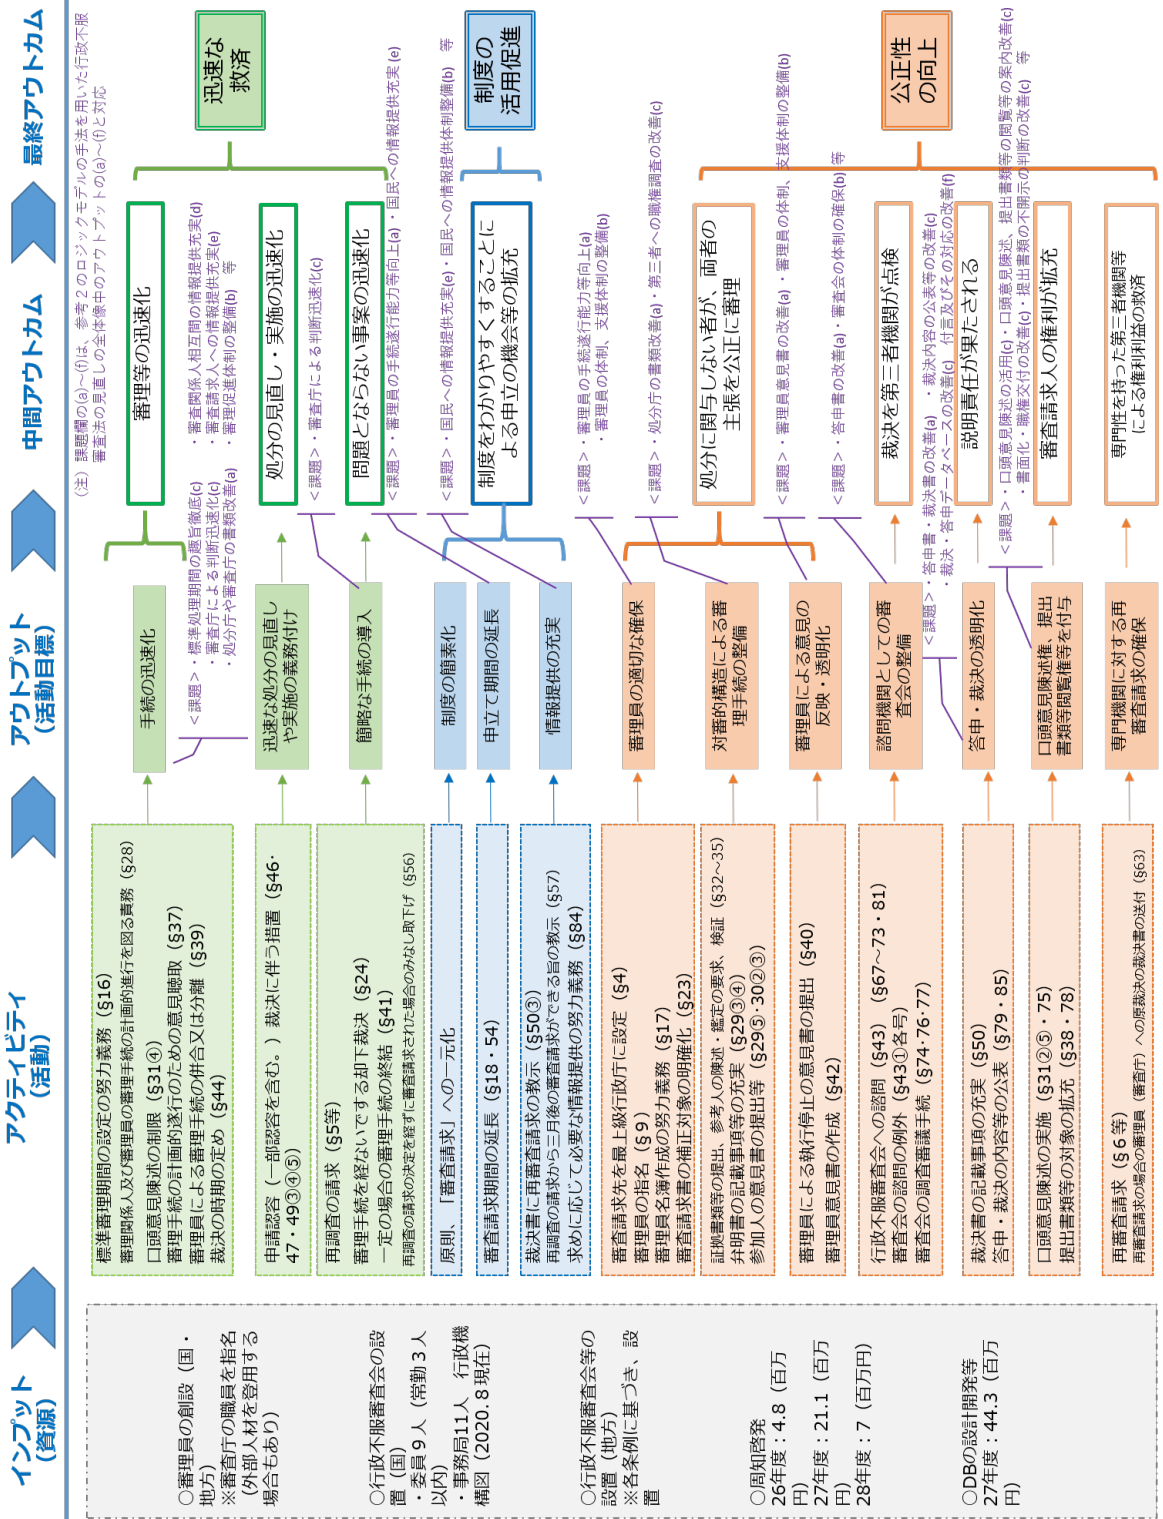 インプット
（資源）
アクティビティ
（活動）
アウトプット
（活動目標）
中間アウトカム
最終アウトカム
（注）課題欄の(a)～(f)は、参考２のロジックモデルの手法を用いた行政不服
審査法の見直しの全体像中のアウトプットの(a)～(f)と対応
○審理員の創設（国・
地方）
※審査庁の職員を指名
（外部人材を登用する
場合もあり）
○行政不服審査会の設
置（国）
・委員９人（常勤３人
以内）
・事務局11人　行政機
構図（2020.８現在）
○行政不服審査会等の
設置（地方）
※各条例に基づき、設
置
○周知啓発
26年度：4.8（百万
円）
27年度：21.1（百万
円）
28年度：7（百万円）
○DBの設計開発等
27年度：44.3（百万
円）
標準審理期間の設定の努力義務（§16）
審理関係人及び審理員の審理手続の計画的進行を図る責務（§28）
口頭意見陳述の制限（§31④）
審理手続の計画的遂行のための意見聴取（§37）
審理員による審理手続の併合又は分離（§39）
裁決の時期の定め（§44）
申請認容（一部認容を含む。）裁決に伴う措置（§46・
47・49③④⑤）
再調査の請求（§5等）
審理手続を経ないでする却下裁決（§24）
一定の場合の審理手続の終結（§41）
再調査の請求の決定を経ずに審査請求された場合のみなし取下げ（§56）
原則、「審査請求」への一元化
審査請求期間の延長（§18・54）
裁決書に再審査請求の教示（§50③）
再調査の請求から三月後の審査請求ができる旨の教示（§57）
求めに応じて必要な情報提供の努力義務（§84）
審査請求先を最上級行政庁に設定（§4）
審理員の指名（§９）
審理員名簿作成の努力義務（§17）
審査請求書の補正対象の明確化（§23）
証拠書類等の提出、参考人の陳述・鑑定の要求、検証（§32～35）
弁明書の記載事項等の充実（§29③④）
参加人の意見書の提出等（§29⑤・30②③）
審理員による執行停止の意見書の提出（§40）
審理員意見書の作成（§42）
行政不服審査会への諮問（§43）（§67～73・81）
審査会の諮問の例外（§43①各号）
審査会の調査審議手続（§74・76・77）
裁決書の記載事項の充実（§50）
答申・裁決の内容等の公表（§79・85）
口頭意見陳述の実施（§31②⑤・75）
提出書類等の対象の拡充（§38・78）
再審査請求（§６等）
再審査請求の場合の審理員（審査庁）への原裁決の裁決書の送付（§63）
手続の迅速化
迅速な処分の見直し
や実施の義務付け
簡略な手続の導入
制度の簡素化
申立て期間の延長
情報提供の充実
審理員の適切な確保
対審的構造による審
理手続の整備
審理員による意見の
反映・透明化
諮問機関としての審
査会の整備
答申・裁決の透明化
口頭意見陳述権、提出
書類等閲覧権等を付与
専門機関に対する再
審査請求の確保
＜課題＞・標準処理期間の趣旨徹底(c)
・審査庁による判断迅速化(c)
・処分庁や審査庁の書類改善(a)
・審査関係人相互間の情報提供充実(d)
・審査請求人への情報提供充実(e)
・審理促進体制の整備(b)　等
＜課題＞・審査庁による判断迅速化(c)
＜課題＞・審理員の手続遂行能力等向上(a)・国民への情報提供充実(e)
＜課題＞・国民への情報提供充実(e)・国民への情報提供体制整備(b)　等
＜課題＞・審理員の手続遂行能力等向上(a)
・審理員の体制、支援体制の整備(b)
＜課題＞・処分庁の書類改善(a)・第三者への職権調査の改善(c)
＜課題＞・審理員意見書の改善(a)・審理員の体制、支援体制の整備(b)
＜課題＞・答申書の改善(a)・審査会の体制の確保(b)等
＜課題＞・答申書・裁決書の改善(a)　・裁決内容の公表等の改善(c)
・裁決・答申データベースの改善(c)　付言及びその対応の改善(f)
＜課題＞・口頭意見陳述の活用(c)・口頭意見陳述、提出書類等の閲覧等の案内改善(c)
・書面化・職権交付の改善(c)・提出書類の不開示の判断の改善(c)　等
審理等の迅速化
処分の見直し・実施の迅速化
問題とならない事案の迅速化
制度をわかりやすくすることに
よる申立の機会等の拡充
処分に関与しない者が、両者の
主張を公正に審理
裁決を第三者機関が点検
説明責任が果たされる
審査請求人の権利が拡充
専門性を持った第三者機関等
による権利利益の救済
迅速な
救済
制度の
活用促進
公正性
の向上